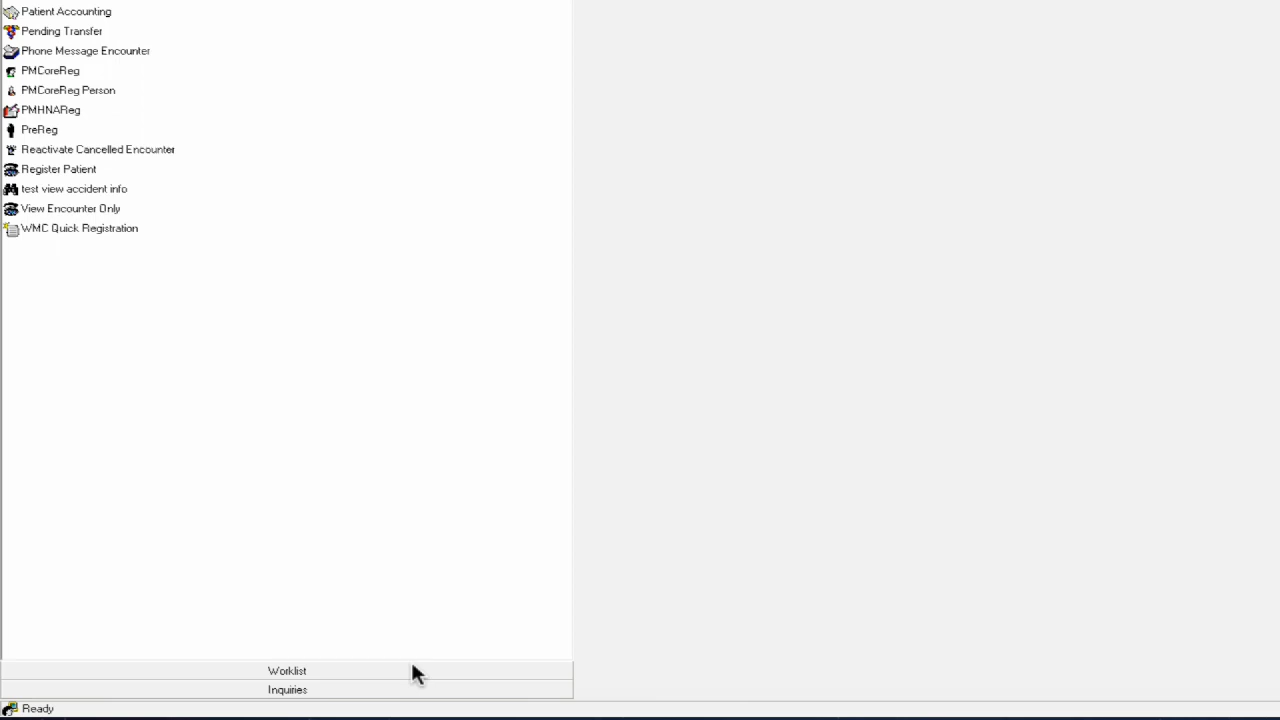 Patient Accounting
Pending Transfer
Phone Message Encounter
PMCoreReg
PMCoreReg Person
PMHNAReg
PreReg
Reactivate Cancelled Encounter
Register Patient
test view accident info
View Encounter Only
WMC Quick Registration
Worklist
Inquiries
Ready